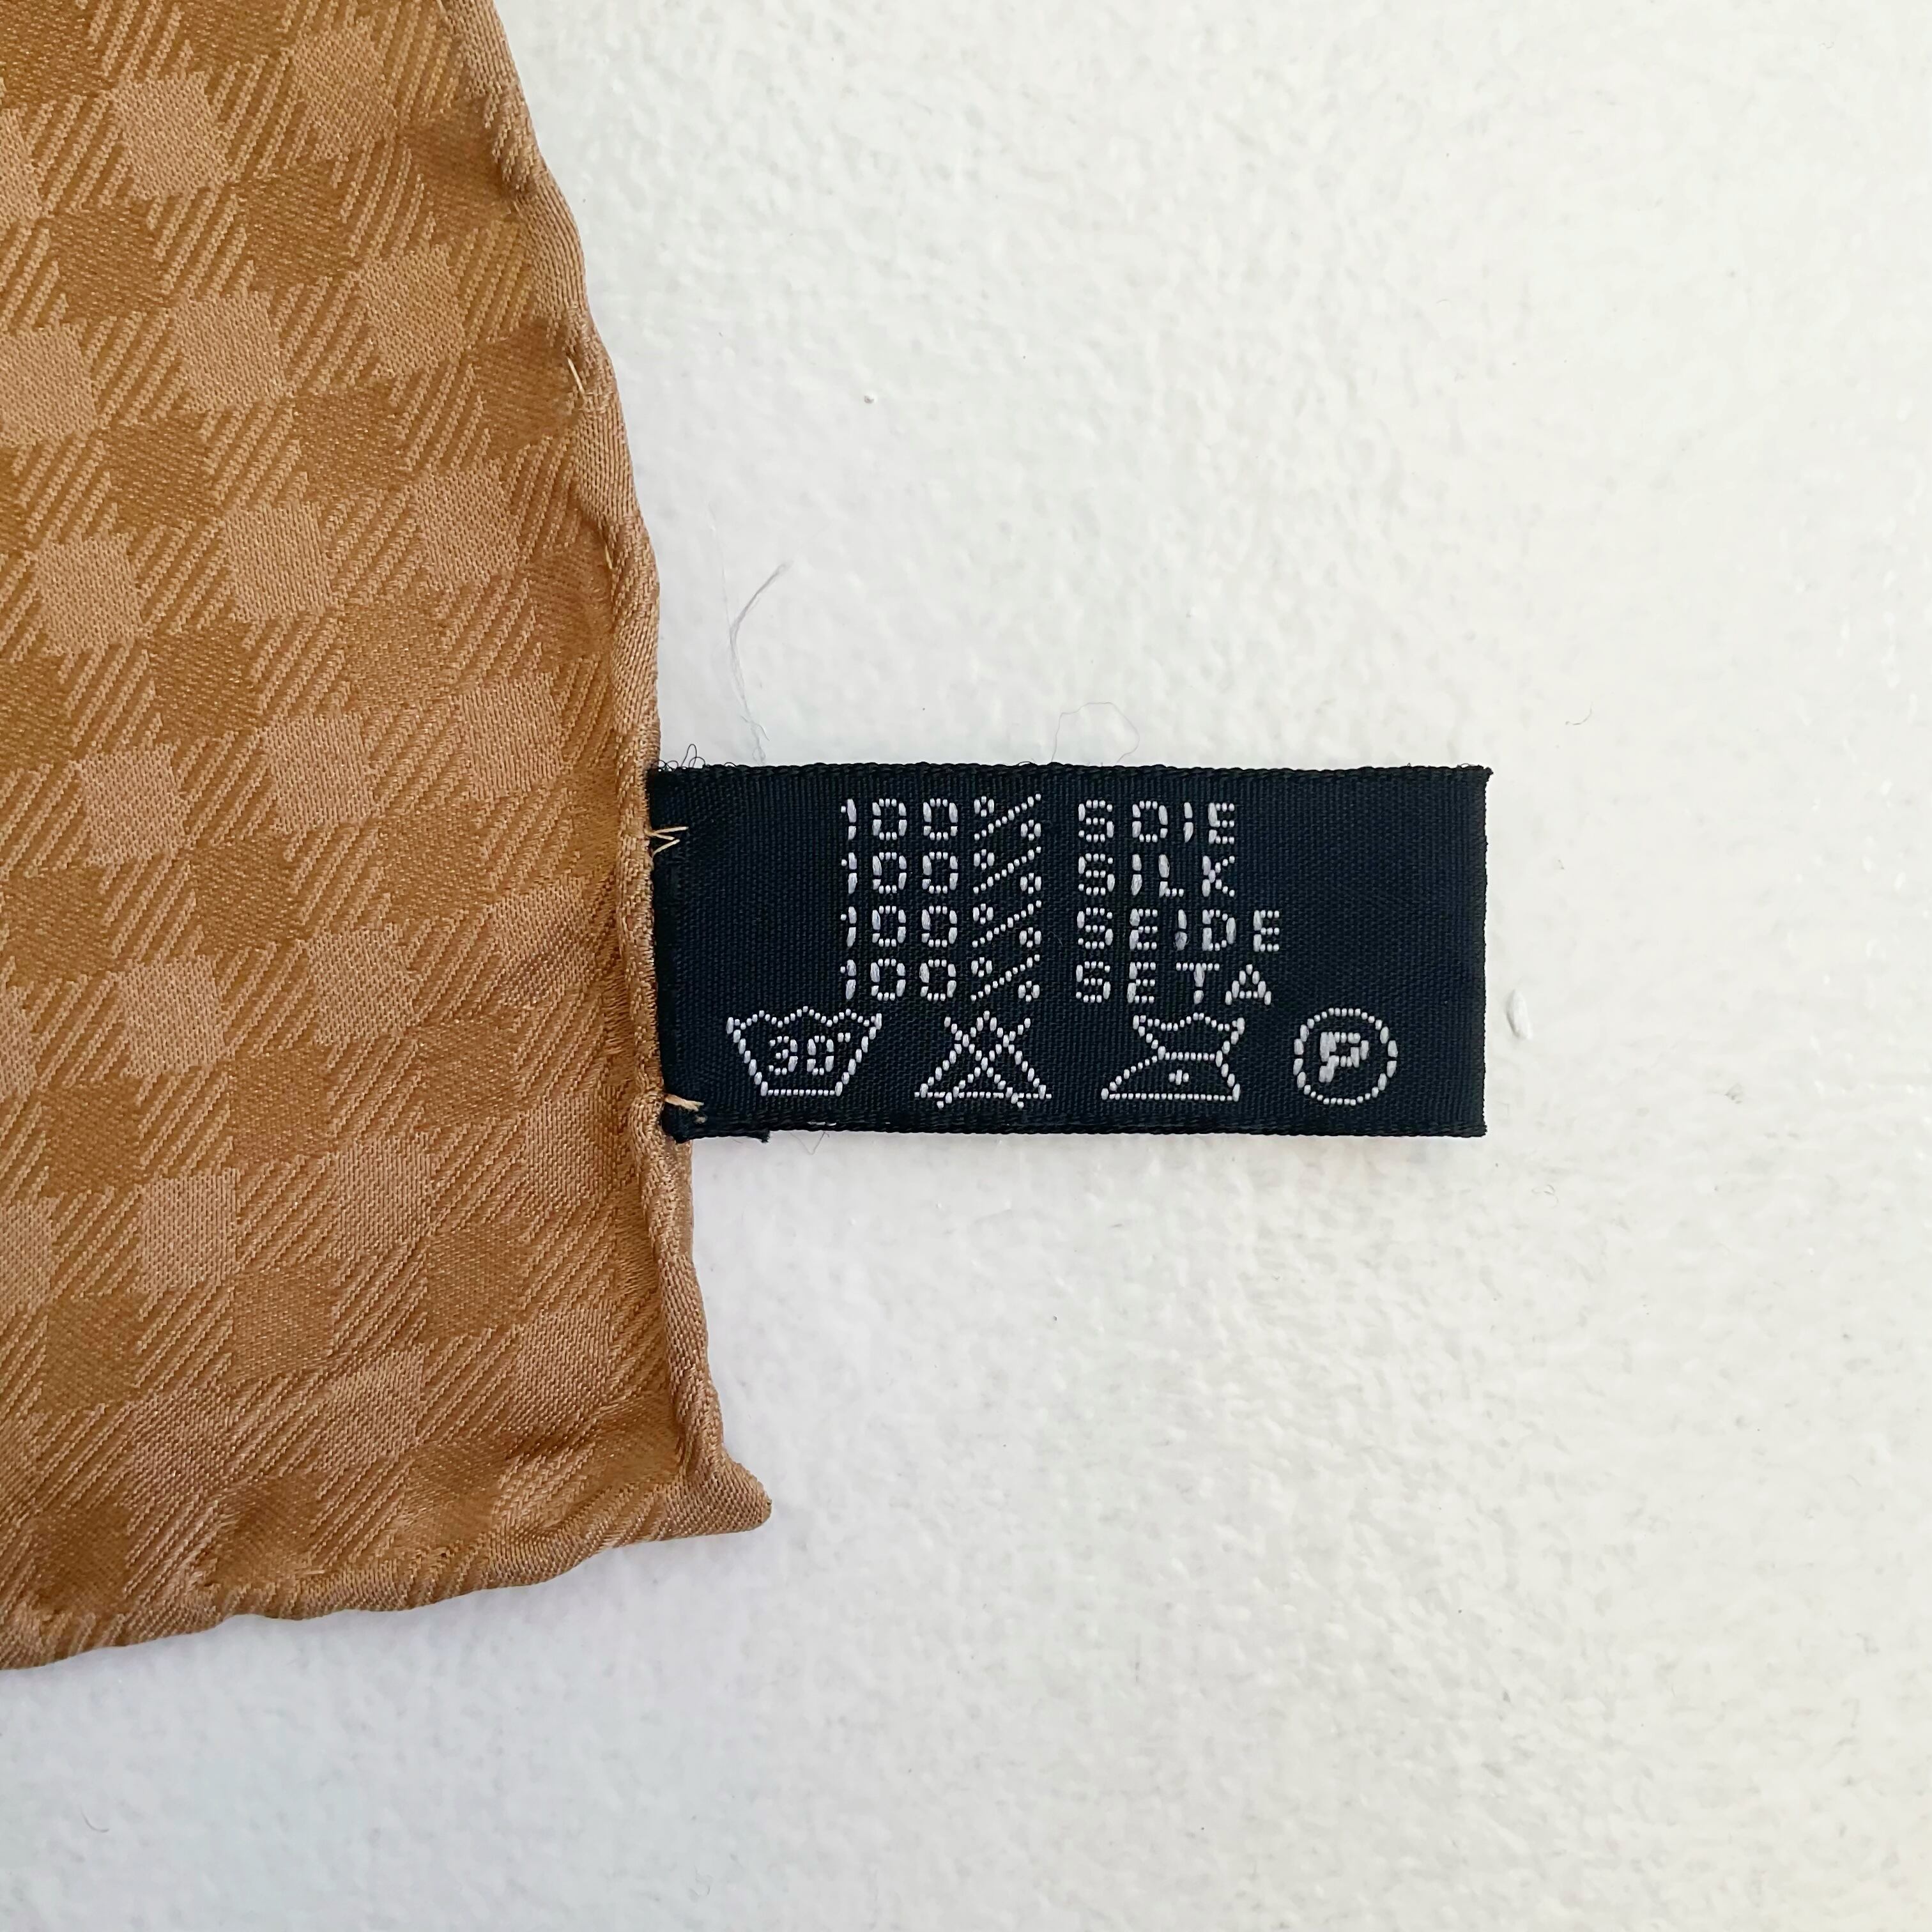 100% SOIE
100% SILK
100% SEIDE
100% SETA
30° P